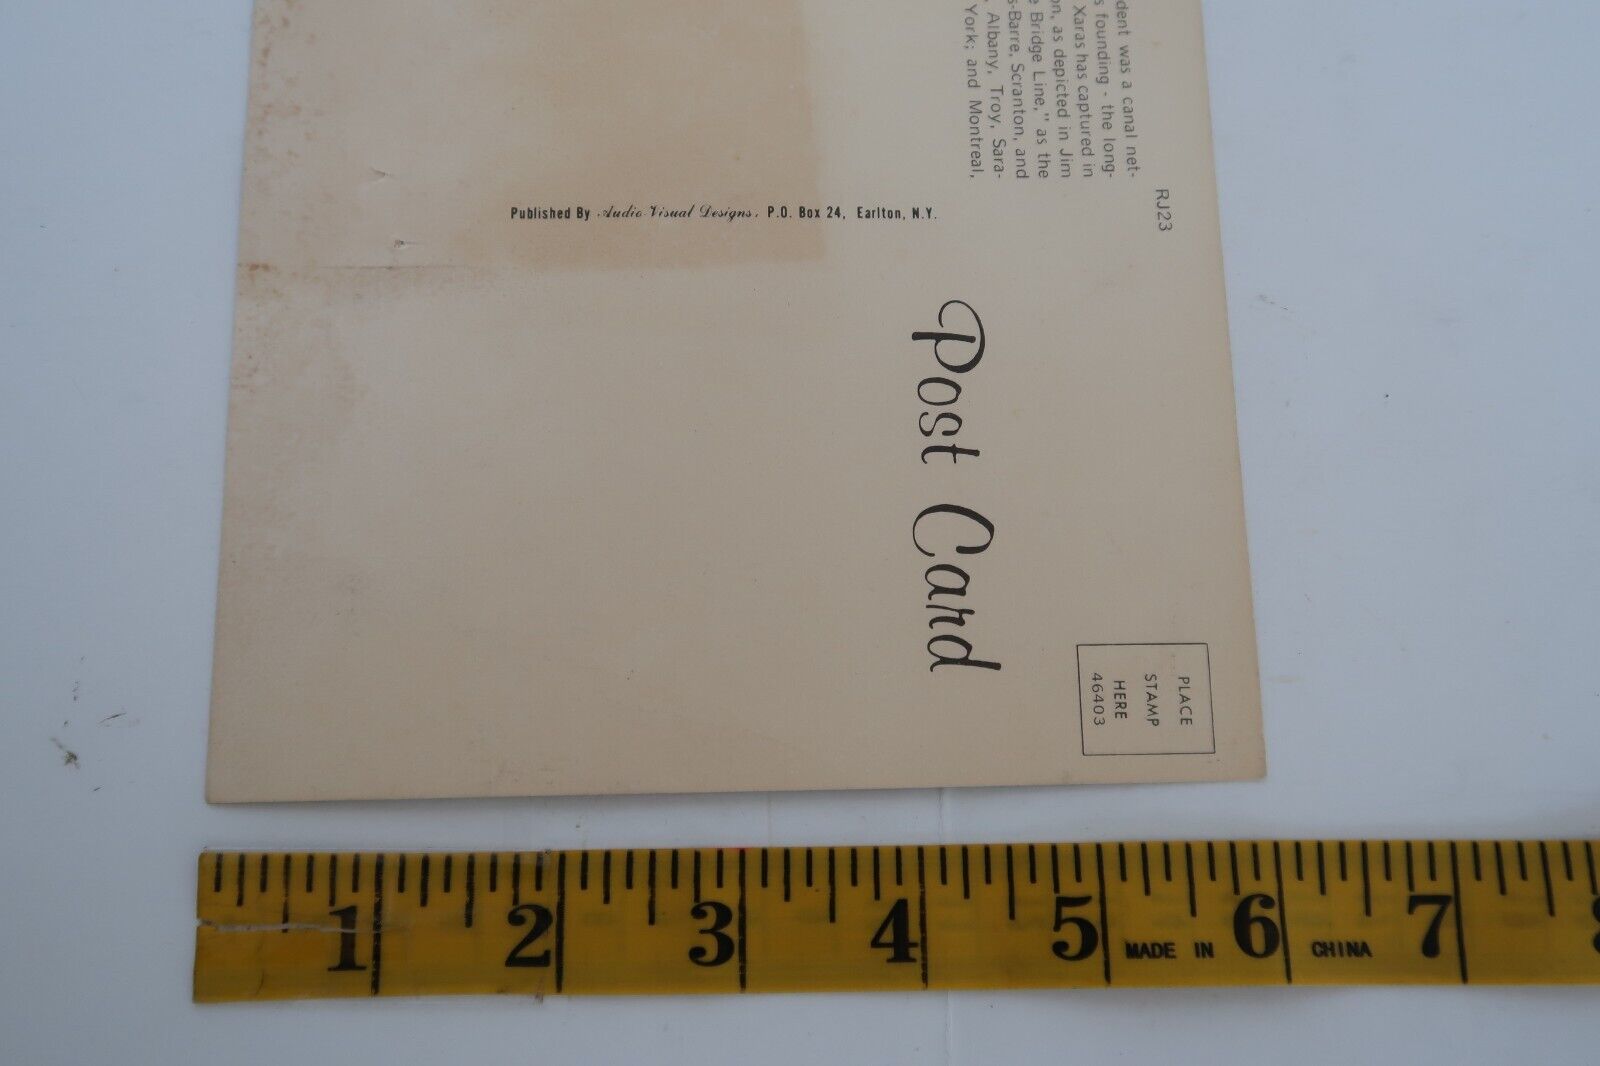 RJ23
dent was a canal net-
s founding - the long-
Xaras has captured in
on, as depicted in Jim
e Bridge Line," as the
s-Barre, Scranton, and
, Albany, Troy, Sara-
York; and Montreal,
Published By Audio Visual Designs, P.O. Box 24, Earlton, N.Y.
Post Card
PLACE
STAMP
HERE
46403
1 2 3 4 5 MADE IN 6 CHINA 7